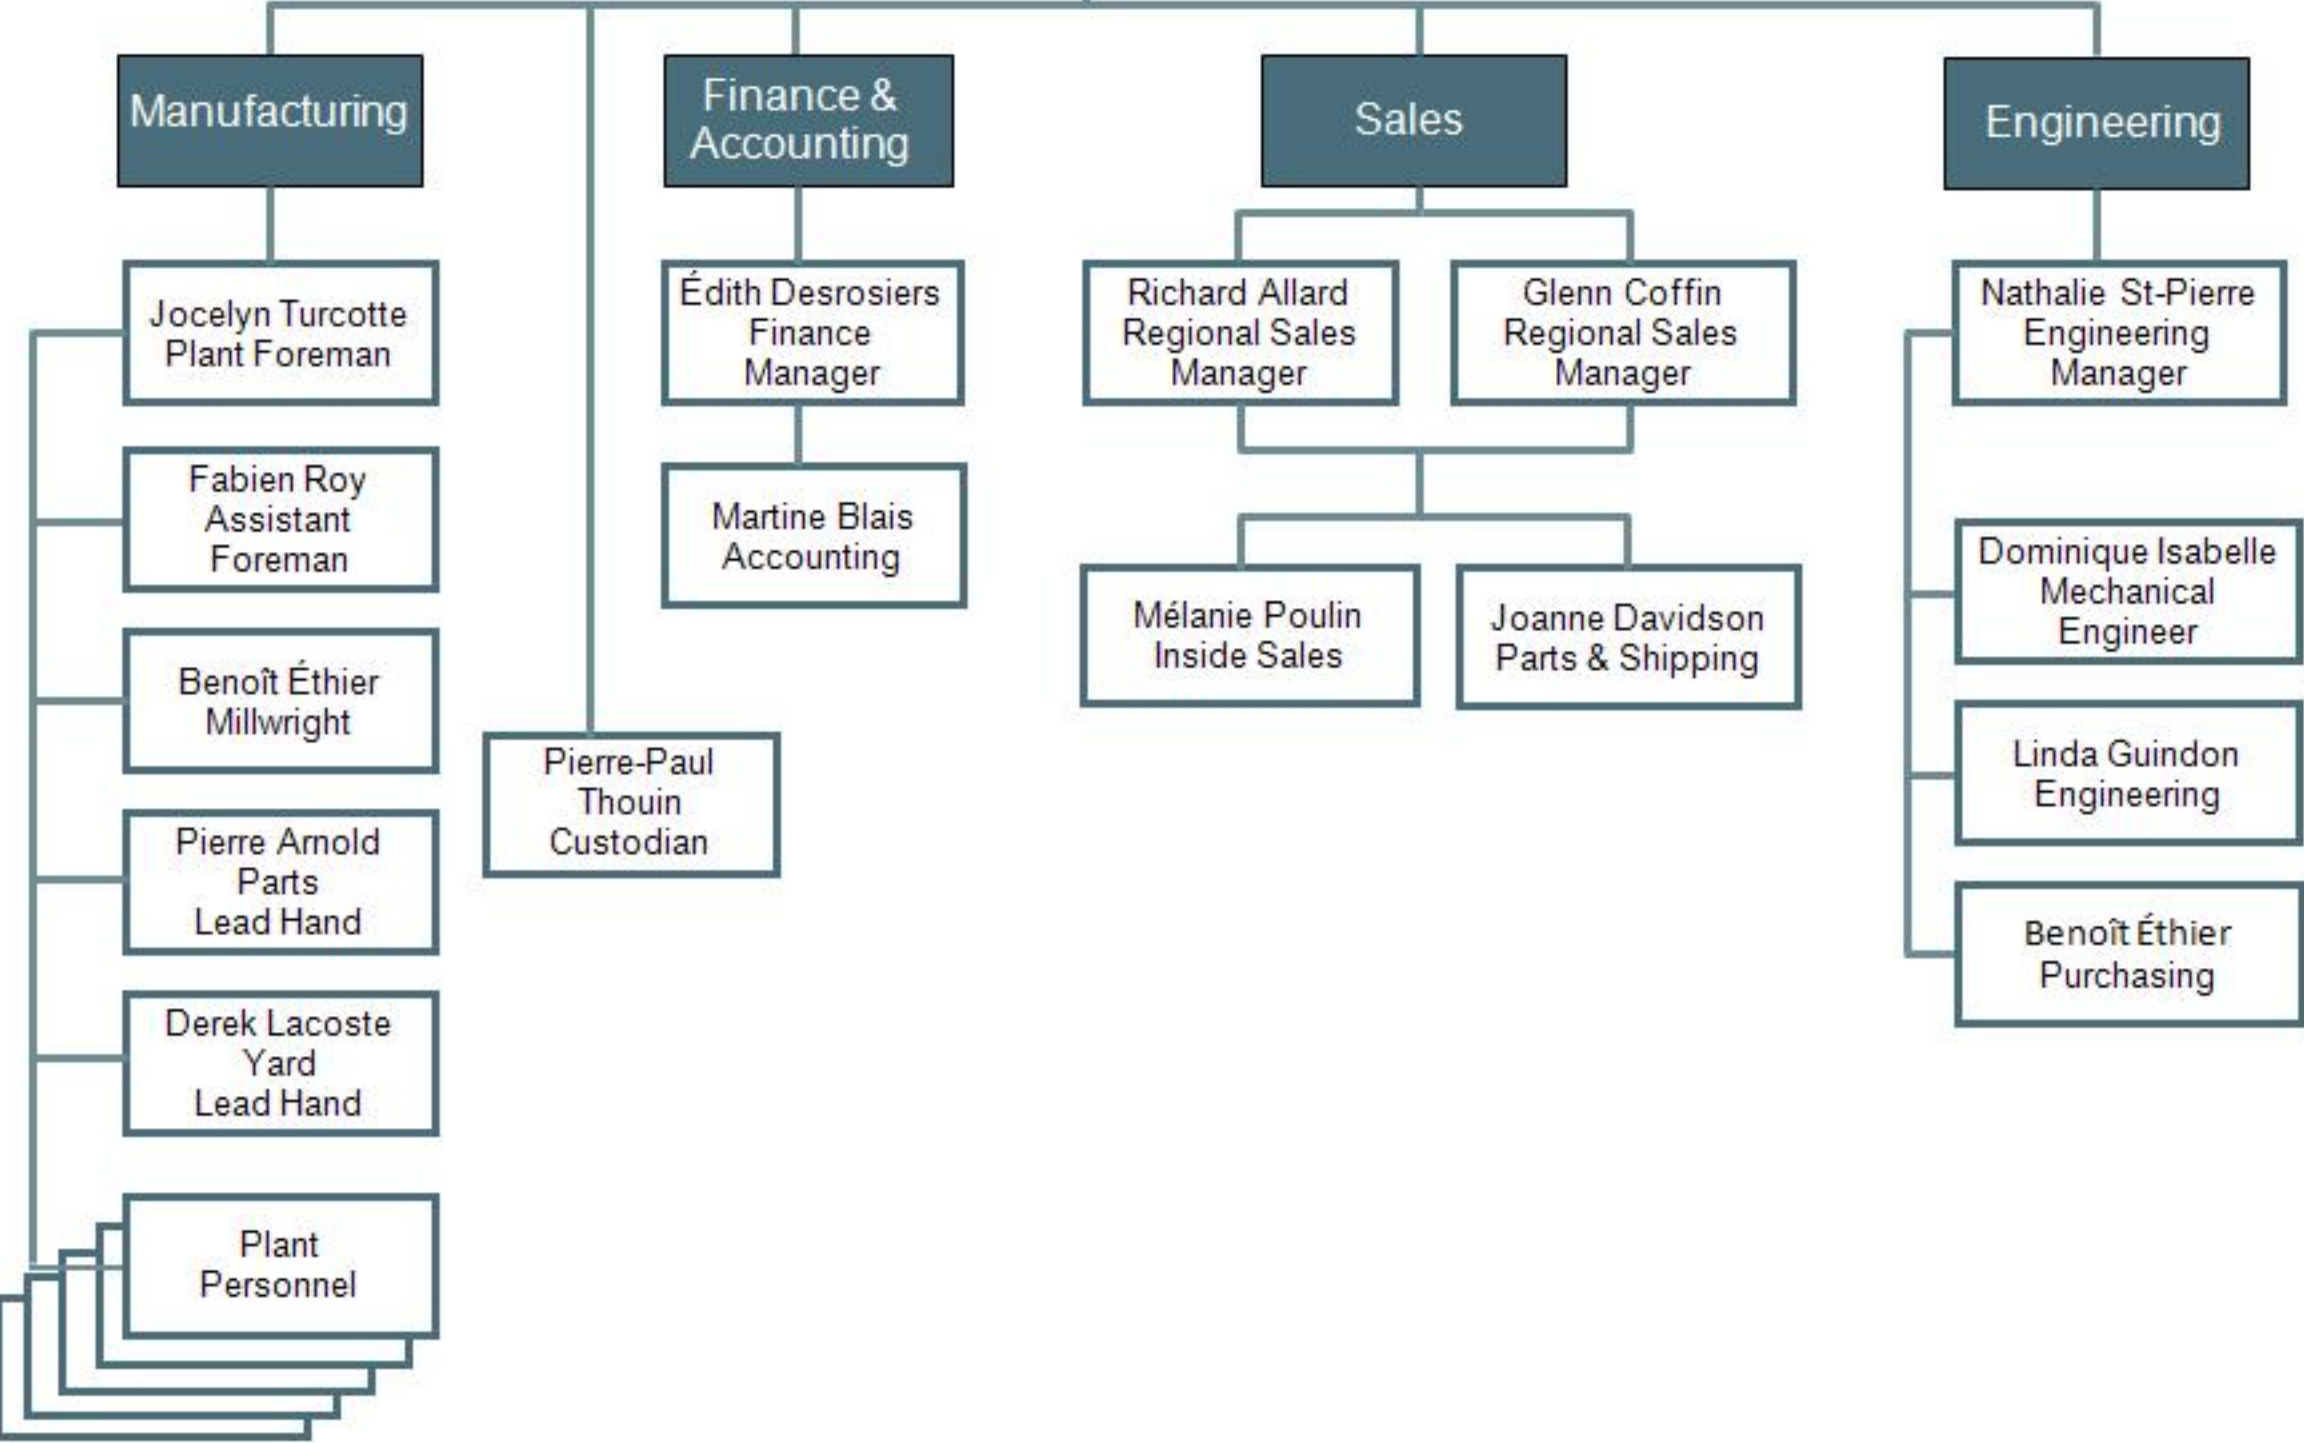 Manufacturing
Finance &
Accounting
Sales
Engineering
Jocelyn Turcotte
Plant Foreman
Fabien Roy
Assistant
Foreman
Benoît Éthier
Millwright
Pierre Arnold
Parts
Lead Hand
Derek Lacoste
Yard
Lead Hand
Plant
Personnel
Pierre-Paul
Thouin
Custodian
Édith Desrosiers
Finance
Manager
Martine Blais
Accounting
Richard Allard
Regional Sales
Manager
Glenn Coffin
Regional Sales
Manager
Mélanie Poulin
Inside Sales
Joanne Davidson
Parts & Shipping
Nathalie St-Pierre
Engineering
Manager
Dominique Isabelle
Mechanical
Engineer
Linda Guindon
Engineering
Benoît Éthier
Purchasing